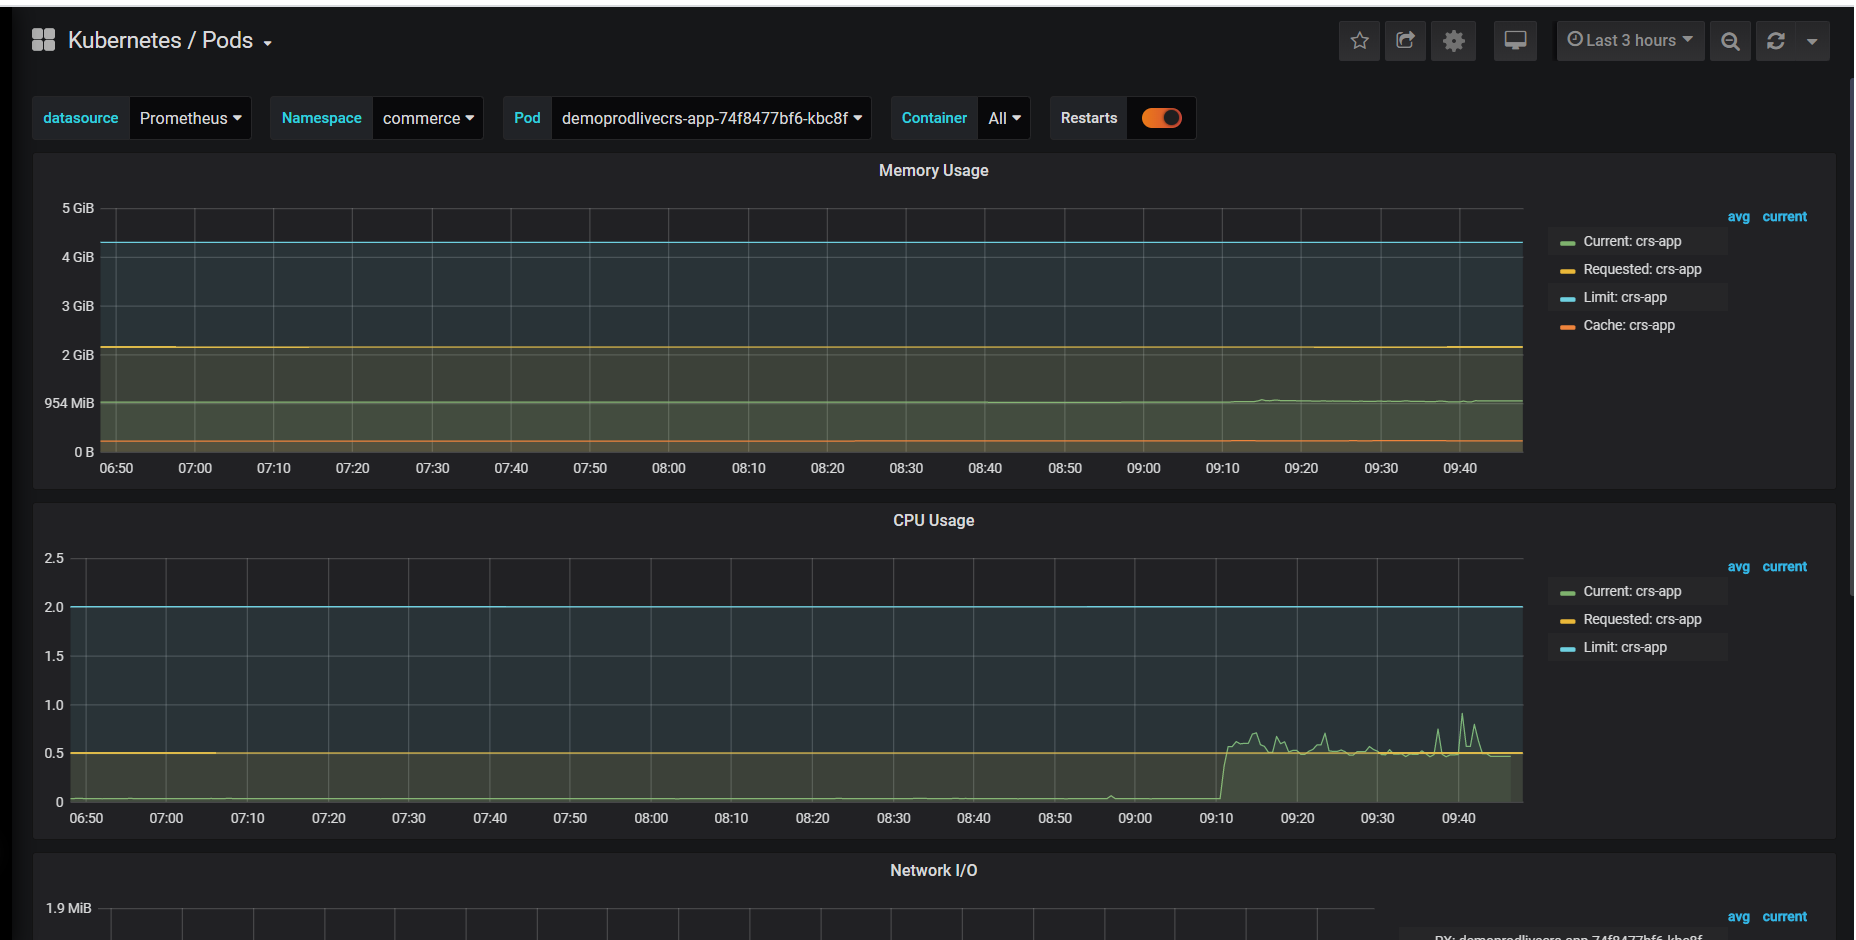 Kubernetes / Pods
Last 3 hours
datasource Prometheus Namespace commerce Pod demoprodlivecrs-app-74f8477bf6-kbc8f Container All Restarts
Memory Usage
5 GiB
4 GiB
3 GiB
2 GiB
954 MiB
0 B
06:50 07:00 07:10 07:20 07:30 07:40 07:50 08:00 08:10 08:20 08:30 08:40 08:50 09:00 09:10 09:20 09:30 09:40
avg current
Current: crs-app
Requested: crs-app
Limit: crs-app
Cache: crs-app
CPU Usage
2.5
2.0
1.5
1.0
0.5
0
06:50 07:00 07:10 07:20 07:30 07:40 07:50 08:00 08:10 08:20 08:30 08:40 08:50 09:00 09:10 09:20 09:30 09:40
avg current
Current: crs-app
Requested: crs-app
Limit: crs-app
Network I/O
1.9 MiB
avg current
RX: demoprodlivecrs-app-74f8477bf6-kbc8f